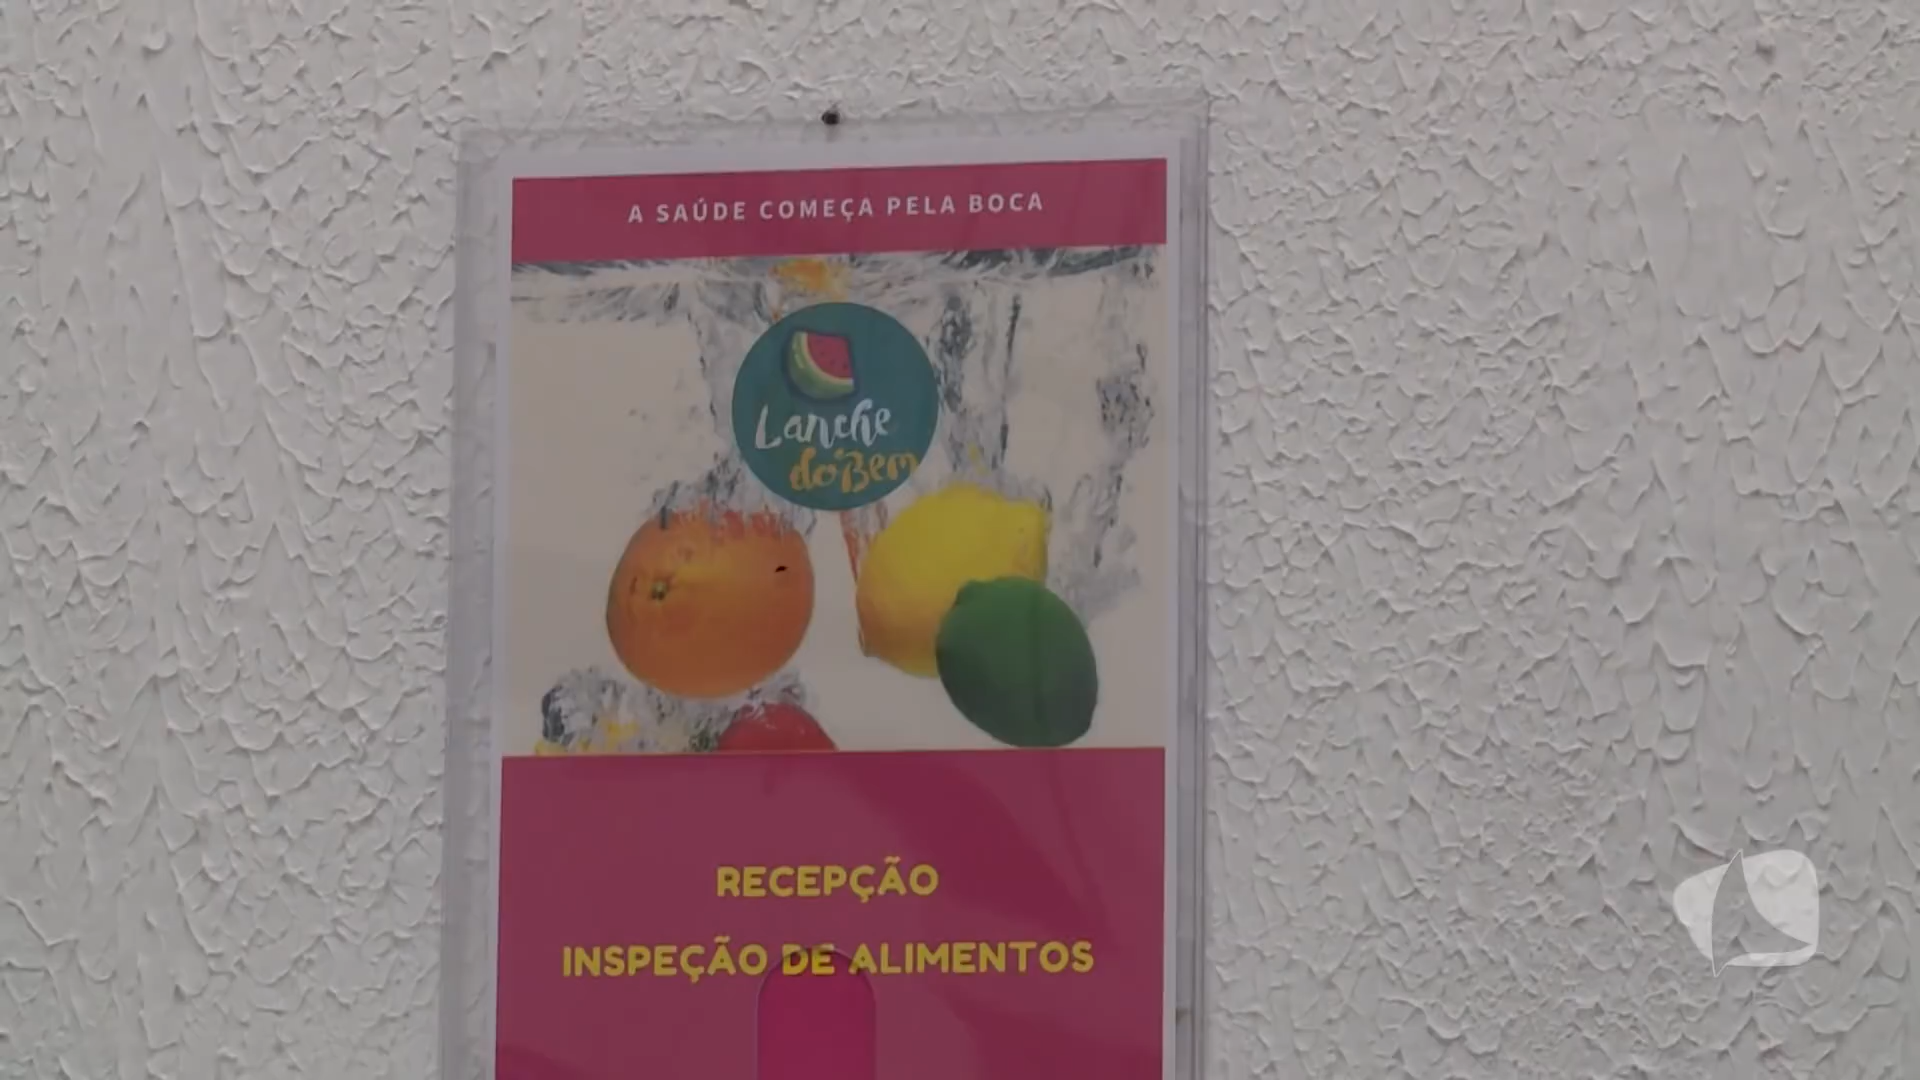 A SAÚDE COMEÇA PELA BOCA
Lanche
do Bem
RECEPÇÃO
INSPEÇÃO DE ALIMENTOS